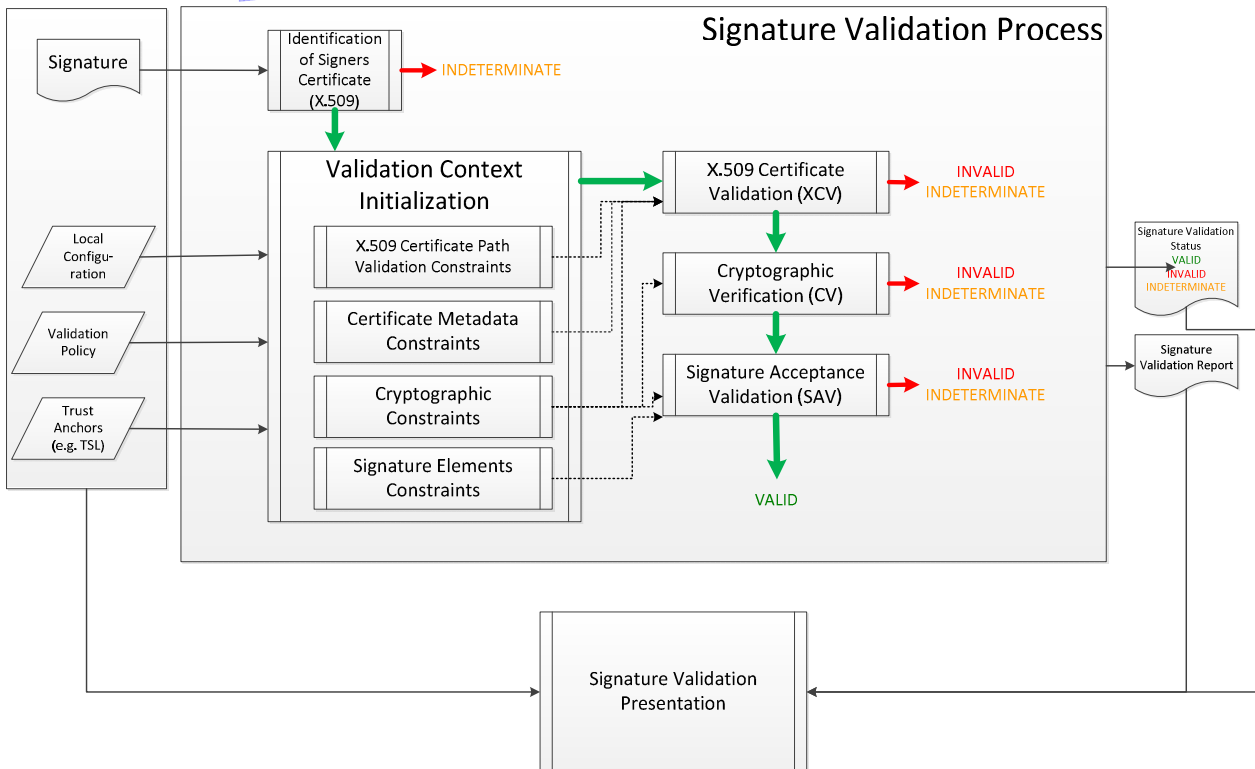 Signature Validation Process
Signature
Identification
of Signers
Certificate
(X.509)
INDETERMINATE
Validation Context
Initialization
X.509 Certificate Path
Validation Constraints
Certificate Metadata
Constraints
Cryptographic
Constraints
Signature Elements
Constraints
Local
Configu-
ration
Validation
Policy
Trust
Anchors
(e.g. TSL)
X.509 Certificate
Validation (XCV)
INVALID
INDETERMINATE
Cryptographic
Verification (CV)
INVALID
INDETERMINATE
Signature Acceptance
Validation (SAV)
INVALID
INDETERMINATE
VALID
Signature Validation
Status
VALID
INVALID
INDETERMINATE
Signature
Validation Report
Signature Validation
Presentation